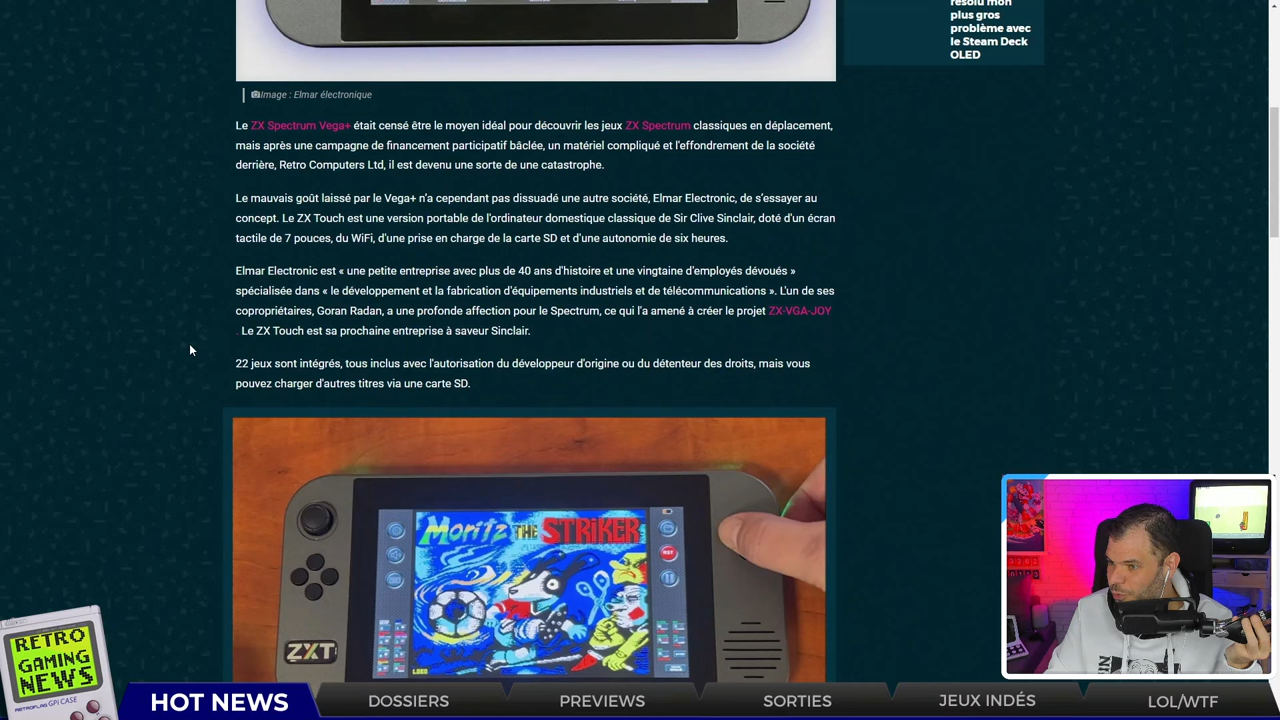 résolu mon
plus gros
problème avec
le Steam Deck
OLED
Image : Elmar électronique
Le ZX Spectrum Vega+ était censé être le moyen idéal pour découvrir les jeux ZX Spectrum classiques en déplacement,
mais après une campagne de financement participatif bâclée, un matériel compliqué et l'effondrement de la société
derrière, Retro Computers Ltd, il est devenu une sorte de une catastrophe.
Le mauvais goût laissé par le Vega+ n'a cependant pas dissuadé une autre société, Elmar Electronic, de s'essayer au
concept. Le ZX Touch est une version portable de l'ordinateur domestique classique de Sir Clive Sinclair, doté d'un écran
tactile de 7 pouces, du WiFi, d'une prise en charge de la carte SD et d'une autonomie de six heures.
Elmar Electronic est « une petite entreprise avec plus de 40 ans d'histoire et une vingtaine d'employés dévoués »
spécialisée dans « le développement et la fabrication d'équipements industriels et de télécommunications ». L'un de ses
copropriétaires, Goran Radan, a une profonde affection pour le Spectrum, ce qui l'a amené à créer le projet ZX-VGA-JOY
. Le ZX Touch est sa prochaine entreprise à saveur Sinclair.
22 jeux sont intégrés, tous inclus avec l'autorisation du développeur d'origine ou du détenteur des droits, mais vous
pouvez charger d'autres titres via une carte SD.
Moritz THE STRIKER
RST
ZXT
RETRO
GAMING
NEWS
RETROFLAG GPi CASE
HOT NEWS
DOSSIERS
PREVIEWS
SORTIES
JEUX INDÉS
LOL/WTF